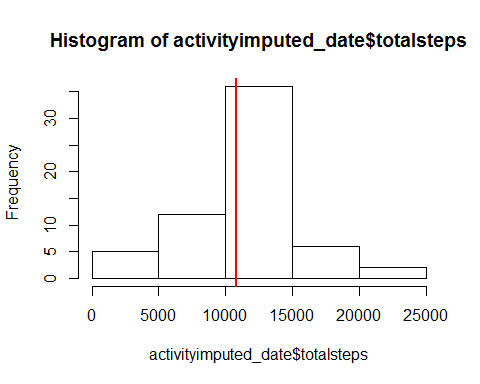 Histogram of activityimputed_date$totalsteps
Frequency
30
20
10
5
0
0 5000 10000 15000 20000 25000
activityimputed_date$totalsteps